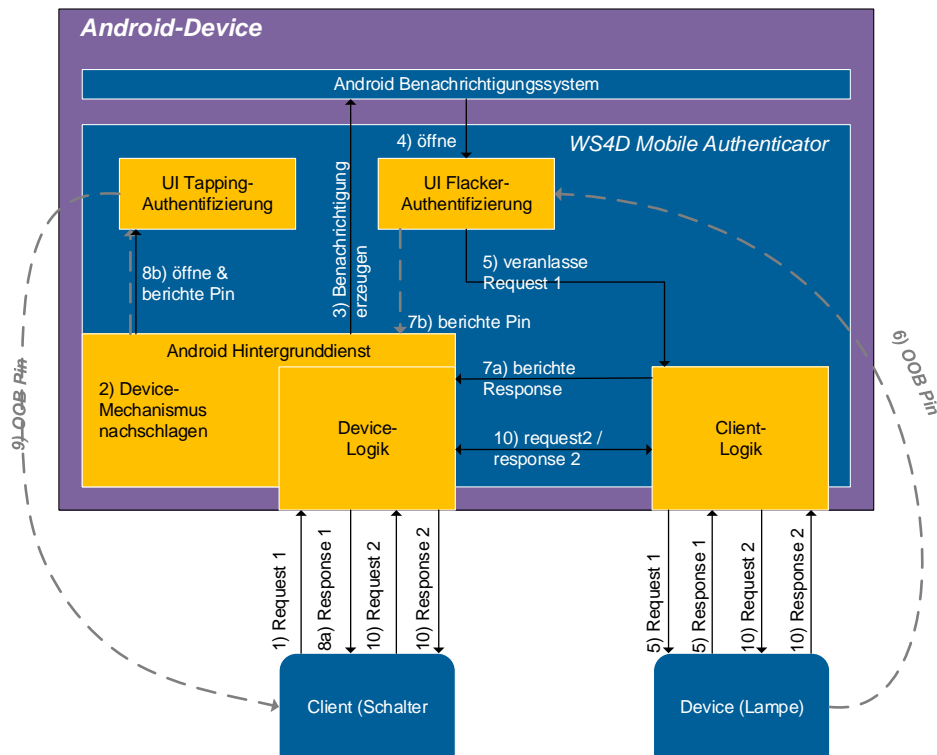 Android-Device
Android Benachrichtigungssystem
WS4D Mobile Authenticator
4) öffne
UI Tapping-
Authentifizierung
UI Flacker-
Authentifizierung
3) Benachrichtigung
erzeugen
8b) öffne &
berichte Pin
5) veranlasse
Request 1
7b) berichte Pin
6) OOB Pin
9) OOB Pin
Android Hintergrunddienst
2) Device-
Mechanismus
nachschlagen
7a) berichte
Response
Device-
Logik
10) request2 /
response 2
Client-
Logik
1) Request 1
8a) Response 1
10) Request 2
10) Response 2
5) Request 1
5) Response 1
10) Request 2
10) Response 2
Client (Schalter
Device (Lampe)